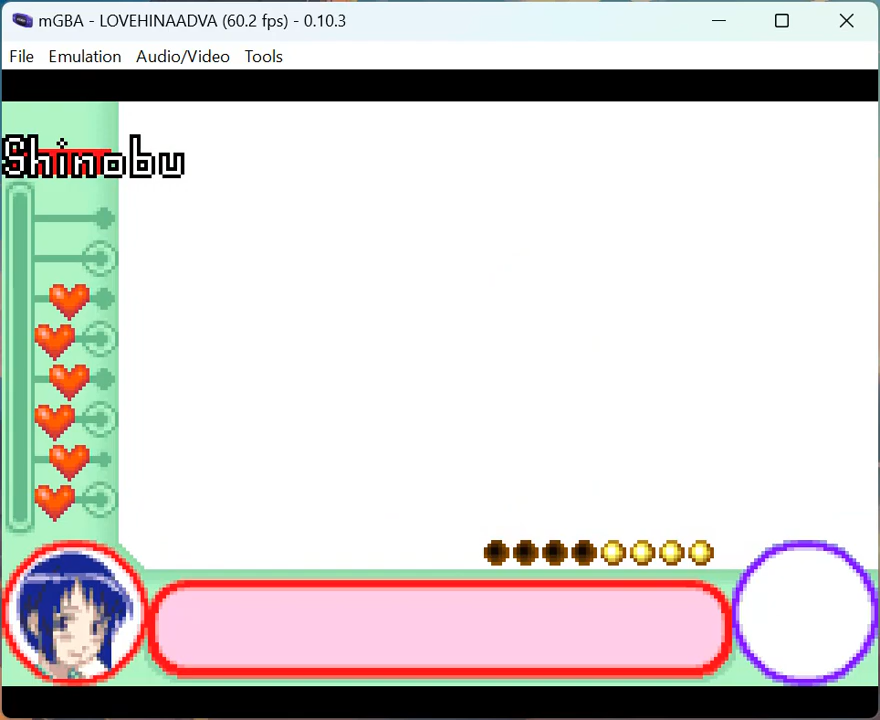 mGBA - LOVEHINAADVA (60.2 fps) - 0.10.3
File Emulation Audio/Video Tools
Shinobu